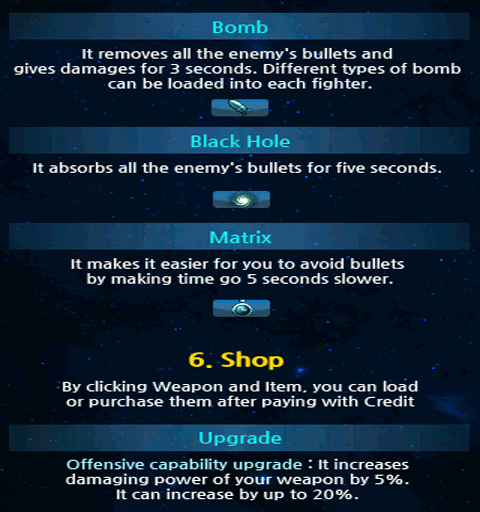 Bomb
It removes all the enemy's bullets and
gives damages for 3 seconds. Different types of bomb
can be loaded into each fighter.
Black Hole
It absorbs all the enemy's bullets for five seconds.
Matrix
It makes it easier for you to avoid bullets
by making time go 5 seconds slower.
6. Shop
By clicking Weapon and Item, you can load
or purchase them after paying with Credit
Upgrade
Offensive capability upgrade : It increases
damaging power of your weapon by 5%.
It can increase by up to 20%.